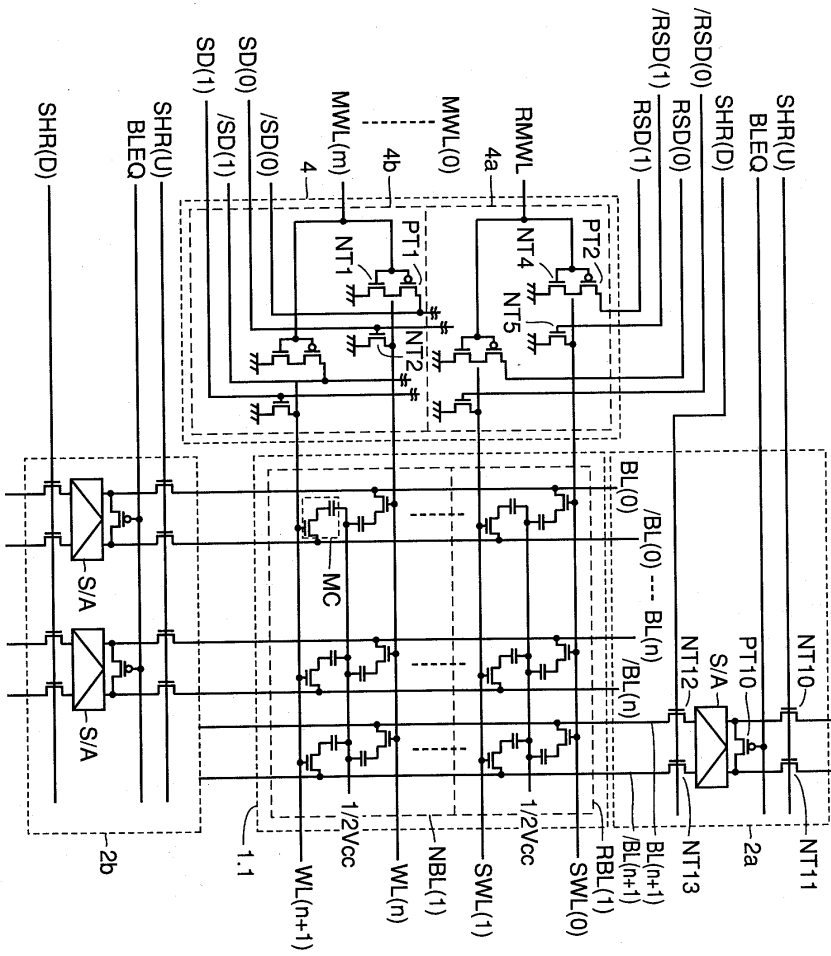 /RSD(0)
/RSD(1)
RSD(1)
RSD(0)
SHR(D)
SHR(U)
BLEQ
RMWL
MWL(0)
MWL(m)
/SD(0)
SD(0)
/SD(1)
SD(1)
SHR(U)
BLEQ
SHR(D)
4a
4b
4
PT2
NT4
NT5
PT1
NT1
NT2
BL(0)
/BL(0)
BL(n)
/BL(n)
MC
S/A
S/A
NT10
PT10
S/A
NT12
NT11
2a
NT13
BL(n+1)
/BL(n+1)
RBL(1)
SWL(0)
1/2Vcc
SWL(1)
NBL(1)
WL(n)
1/2Vcc
WL(n+1)
1.1
2b